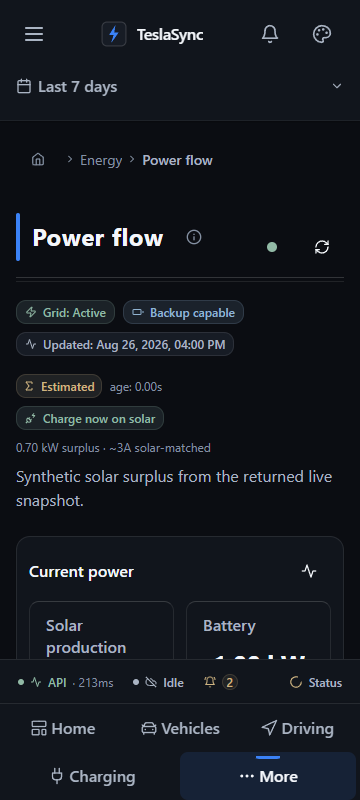 TeslaSync
Last 7 days
Energy > Power flow
Power flow
Grid: Active
Backup capable
Updated: Aug 26, 2026, 04:00 PM
Estimated
age: 0.00s
Charge now on solar
0.70 kW surplus · ~3A solar-matched
Synthetic solar surplus from the returned live
snapshot.
Current power
Solar
production
Battery
API · 213ms
Idle
2
Status
Home
Vehicles
Driving
Charging
More